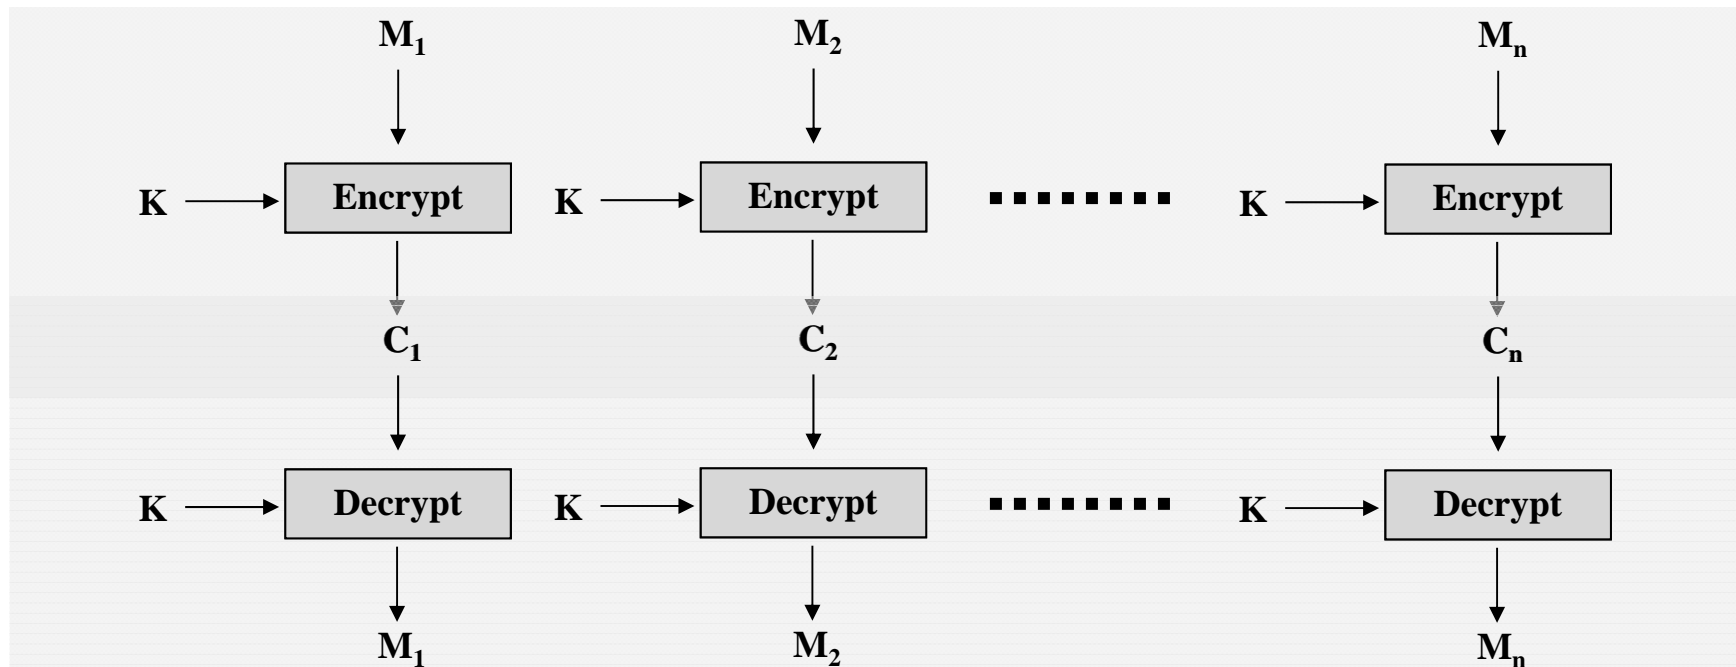 M₁ M₂ Mₙ
K Encrypt K Encrypt K Encrypt
C₁ C₂ Cₙ
K Decrypt K Decrypt K Decrypt
M₁ M₂ Mₙ